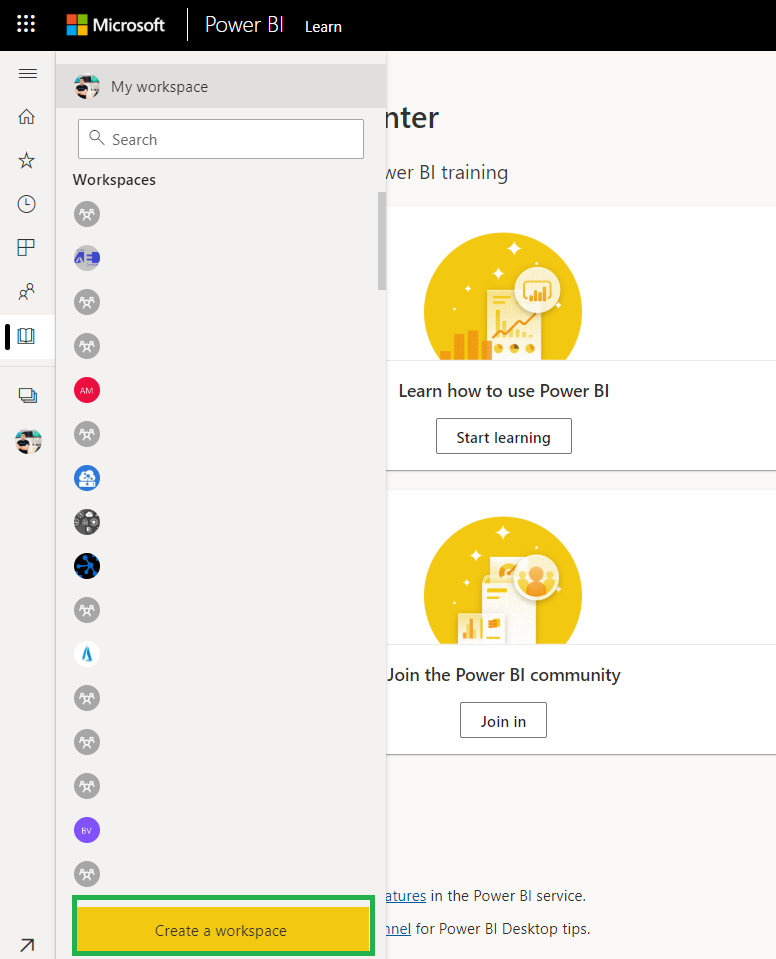 Microsoft Power BI Learn
My workspace
Search
Workspaces
AM
BV
Create a workspace
nter
wer BI training
Learn how to use Power BI
Start learning
Join the Power BI community
Join in
atures in the Power BI service.
nnel for Power BI Desktop tips.